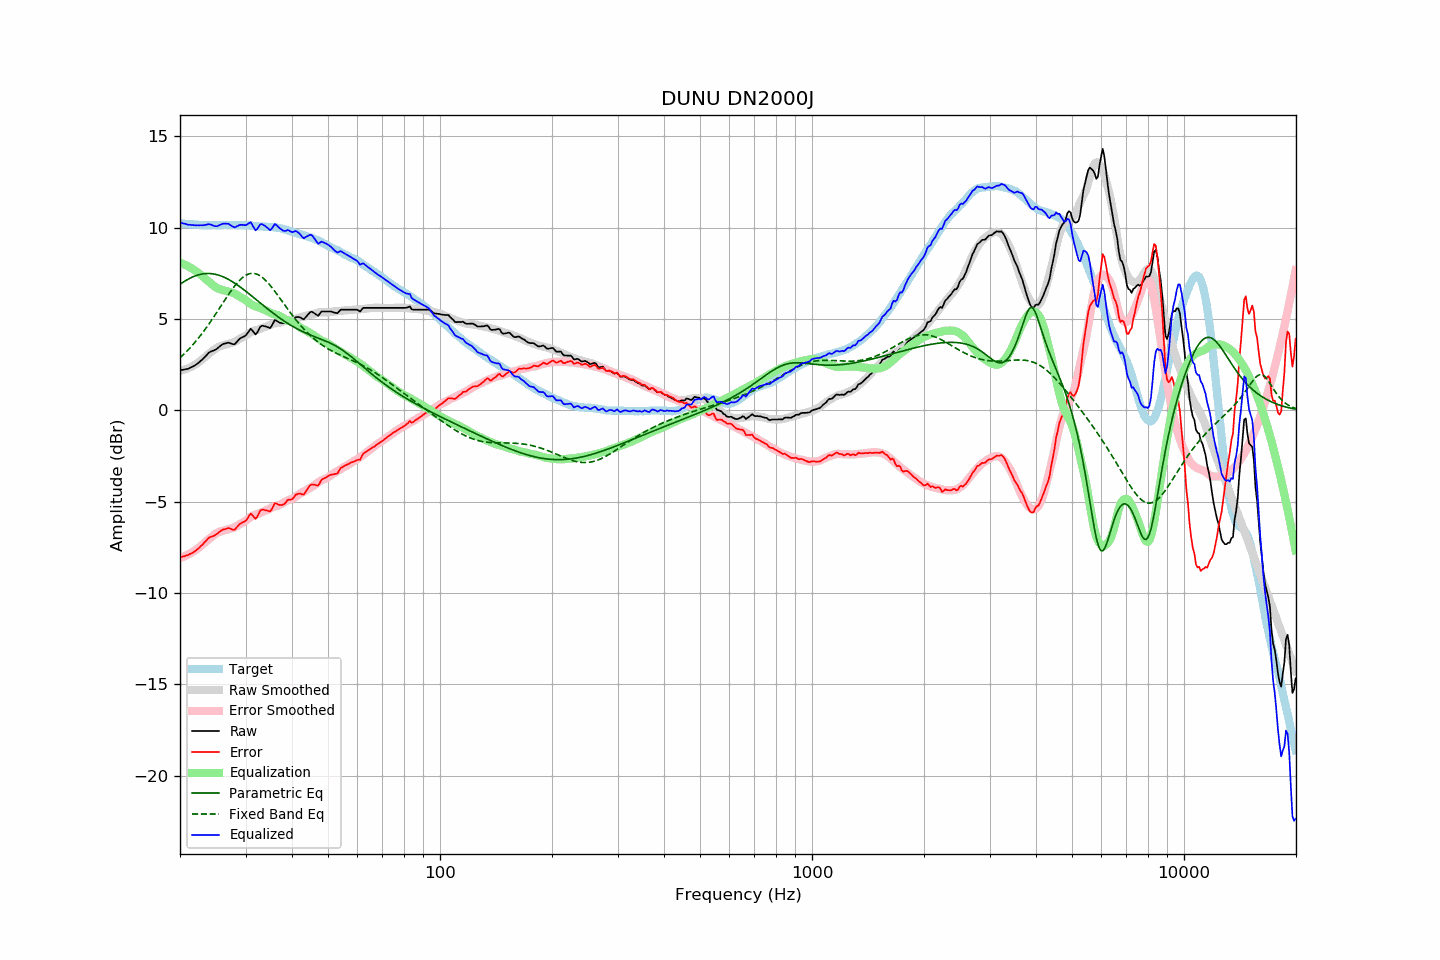 DUNU DN2000J
Amplitude (dBr)
15
10
5
0
−5
−10
−15
−20
Target
Raw Smoothed
Error Smoothed
Raw
Error
Equalization
Parametric Eq
Fixed Band Eq
Equalized
100
1000
10000
Frequency (Hz)